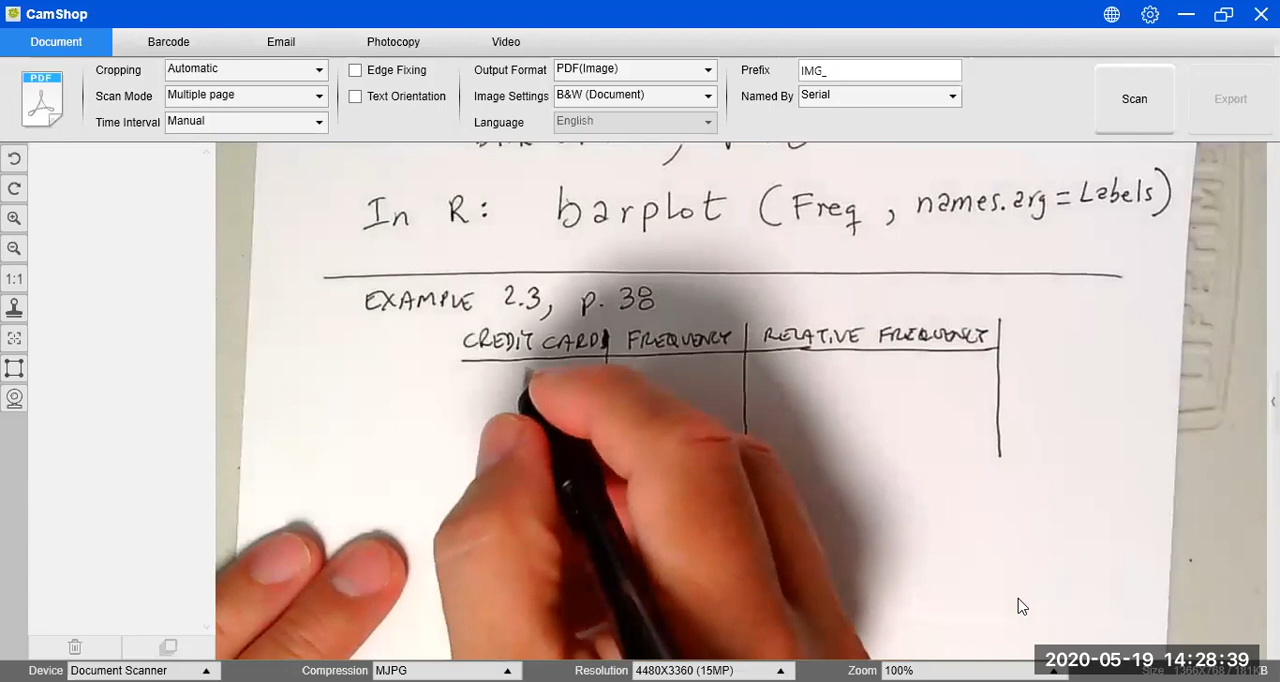 CamShop
Document Barcode Email Photocopy Video
PDF Cropping Automatic Edge Fixing Output Format PDF(Image) Prefix IMG_
Scan Mode Multiple page Text Orientation Image Settings B&W (Document) Named By Serial Scan Export
Time Interval Manual Language English
1:1
In R: barplot (Freq, names.arg = Labels)
EXAMPLE 2.3, p. 38
CREDIT CARD FREQUENCY RELATIVE FREQUENCY
2020-05-19 14:28:39
Device Document Scanner Compression MJPG Resolution 4480X3360 (15MP) Zoom 100%